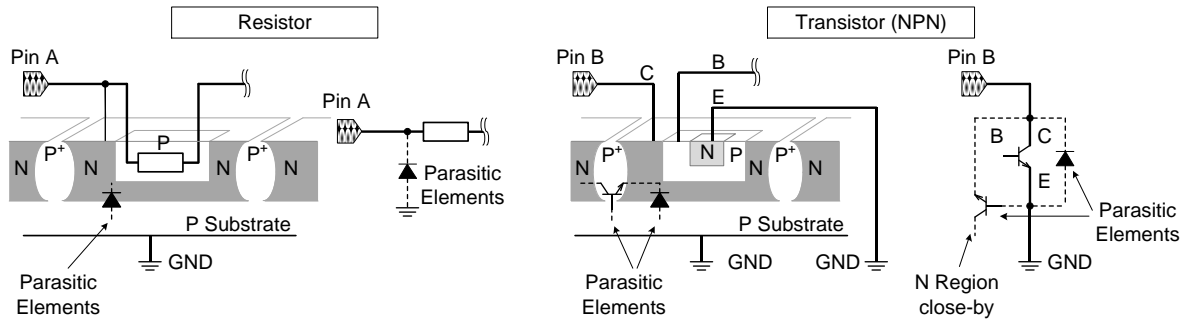 Resistor
Transistor (NPN)
Pin A
Pin B
C
B
E
Pin B
Pin A
B
C
E
N
P+
N
P
N
P+
N
Parasitic
Elements
N
P+
N
N
P
N
P+
N
P Substrate
GND
Parasitic
Elements
P Substrate
GND
GND
Parasitic
Elements
Parasitic
Elements
GND
N Region
close-by